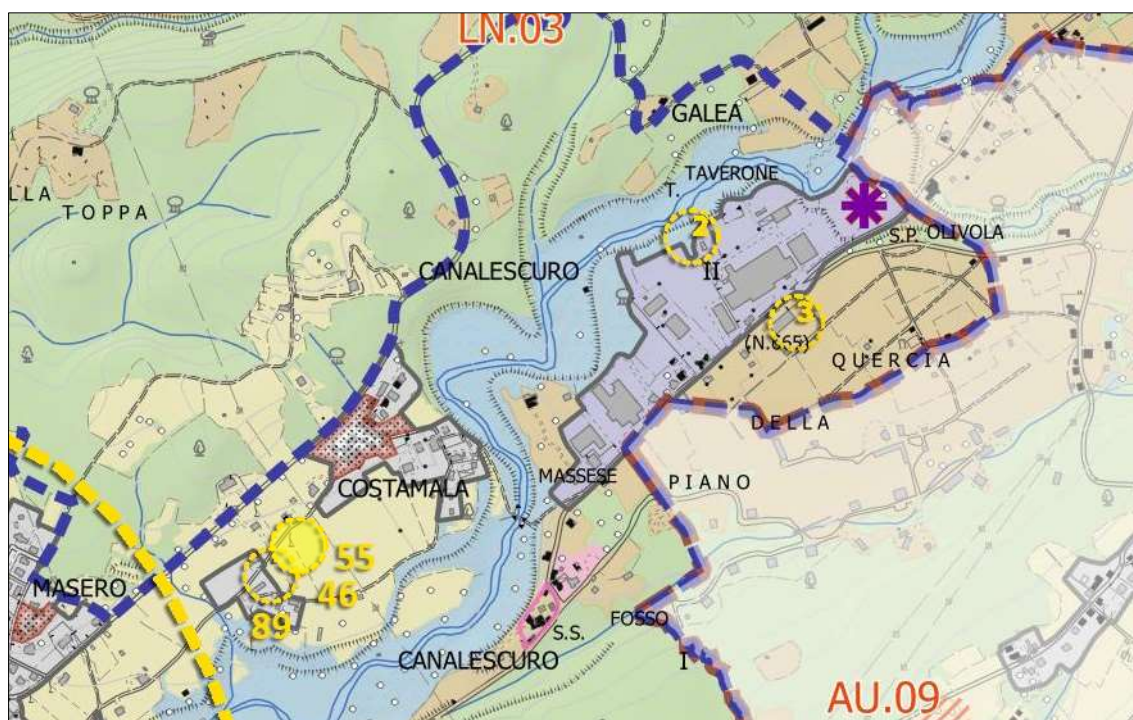 LN.03
GALEA
TAVERONE
T.
LLA
TOPPA
2
S.P. OLIVOLA
CANALESCURO
II
3
(N.665)
QUERCIA
DELLA
MASSESE
PIANO
COSTAMALA
55
46
MASERO
89
FOSSO
S.S.
CANALESCURO
I
AU.09